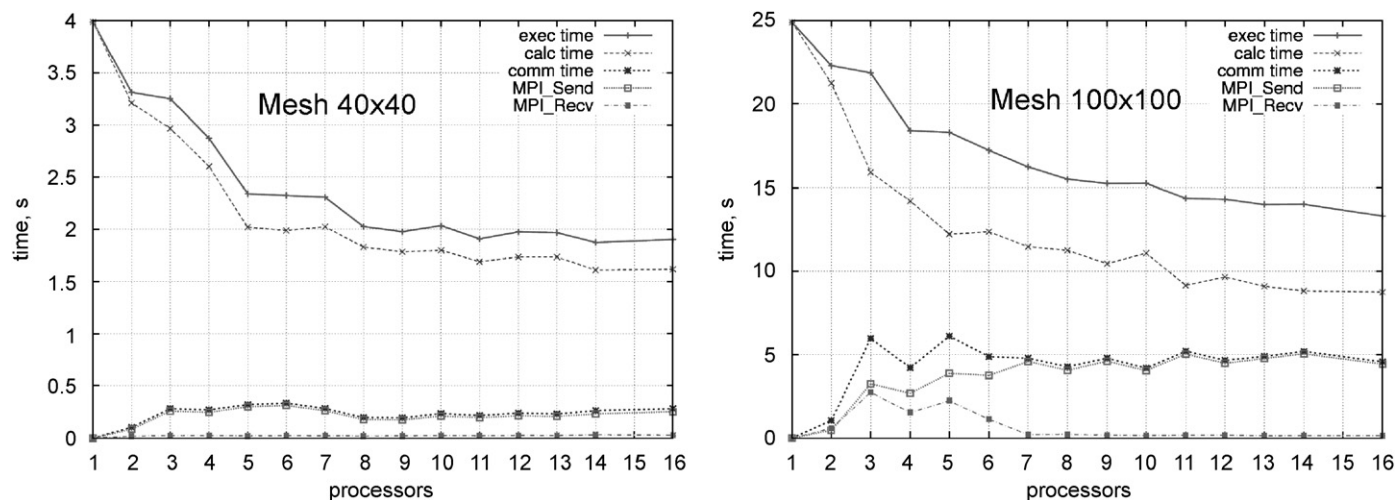 4
3.5
3
2.5
2
1.5
1
0.5
0
time, s
exec time
calc time
comm time
MPI_Send
MPI_Recv
Mesh 40x40
1 2 3 4 5 6 7 8 9 10 11 12 13 14 15 16
processors
25
20
15
10
5
0
time, s
exec time
calc time
comm time
MPI_Send
MPI_Recv
Mesh 100x100
1 2 3 4 5 6 7 8 9 10 11 12 13 14 15 16
processors